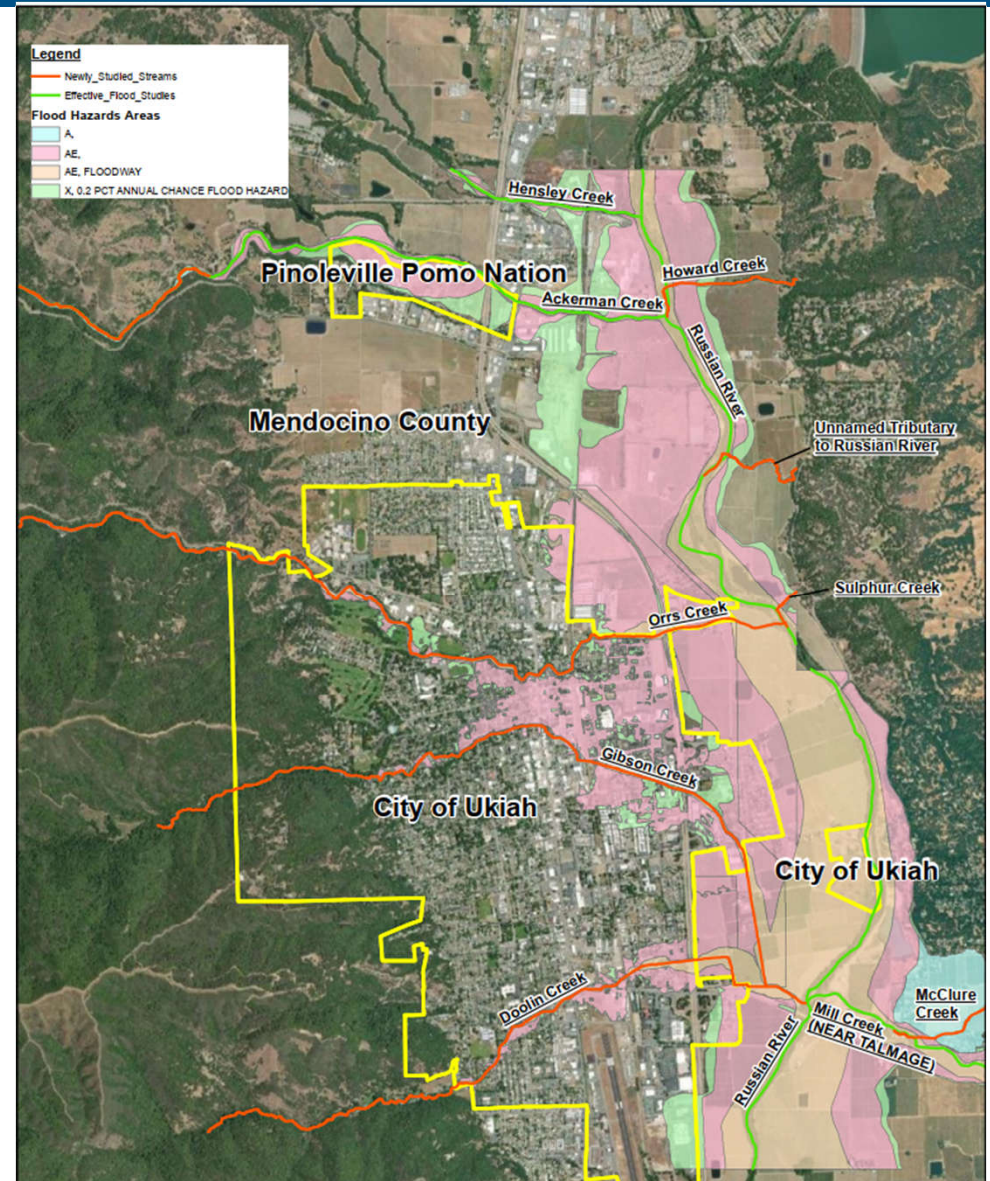 Legend
Newly_Studied_Streams
Effective_Flood_Studies
Flood Hazards Areas
A,
AE,
AE, FLOODWAY
X, 0.2 PCT ANNUAL CHANCE FLOOD HAZARD
Hensley Creek
Pinoleville Pomo Nation
Howard Creek
Ackerman Creek
Russian River
Mendocino County
Unnamed Tributary
to Russian River
Sulphur Creek
Orrs Creek
Gibson Creek
City of Ukiah
City of Ukiah
Doolin Creek
McClure
Creek
Mill Creek
(NEAR TALMAGE)
Russian River